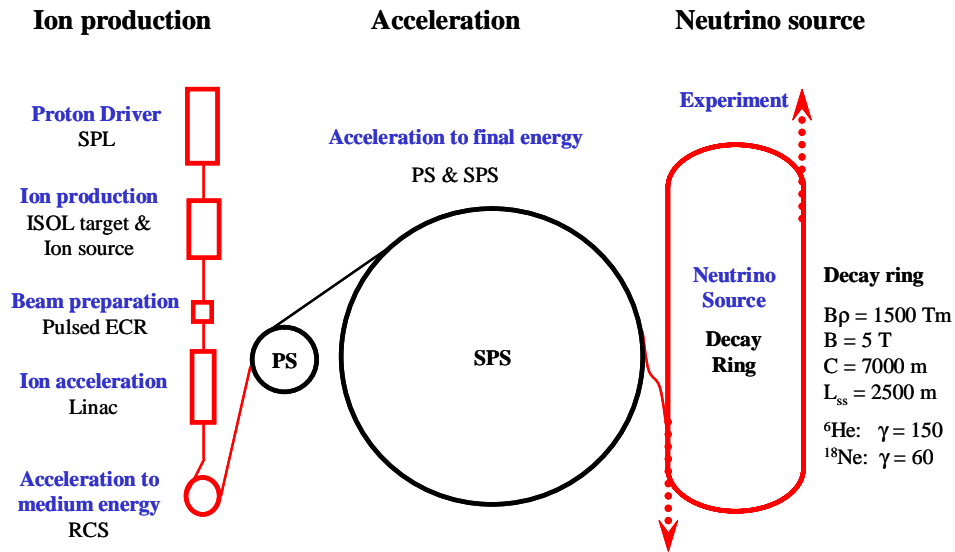 Ion production
Acceleration
Neutrino source
Proton Driver
SPL
Ion production
ISOL target &
Ion source
Beam preparation
Pulsed ECR
Ion acceleration
Linac
Acceleration to
medium energy
RCS
Acceleration to final energy
PS & SPS
PS
SPS
Experiment
Neutrino
Source
Decay
Ring
Decay ring
Bρ = 1500 Tm
B = 5 T
C = 7000 m
Lss = 2500 m
⁶He: γ = 150
¹⁸Ne: γ = 60